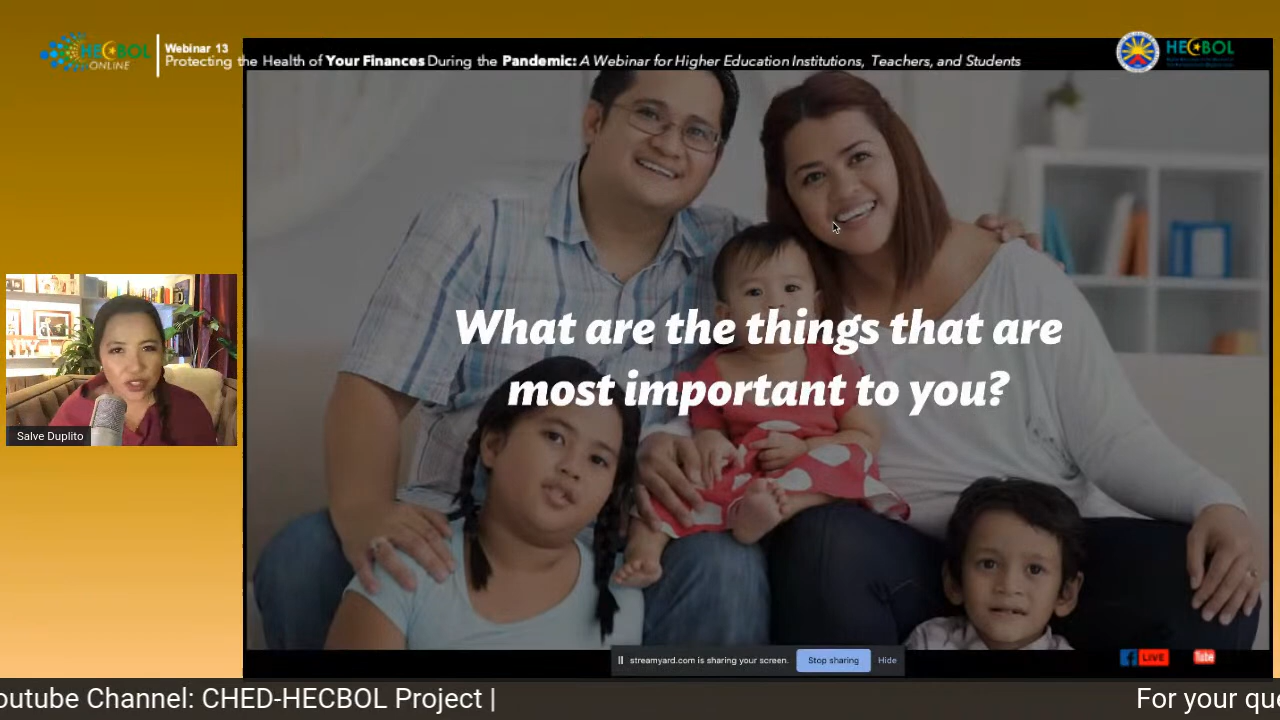 HECBOL
ONLINE
Webinar 13
Protecting the Health of Your Finances During the Pandemic: A Webinar for Higher Education Institutions, Teachers, and Students
HECBOL
What are the things that are
most important to you?
Salve Duplito
streamyard.com is sharing your screen.
Stop sharing
Hide
LIVE
outube Channel: CHED-HECBOL Project |
For your que